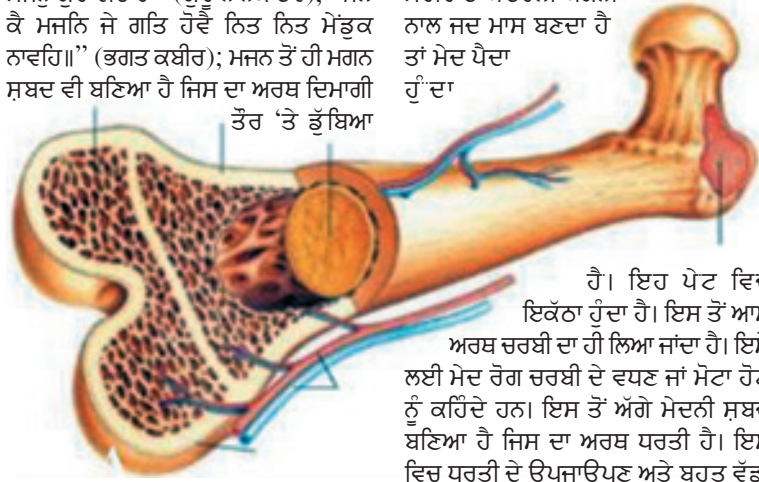 ਕੈ ਮਜਨਿ ਜੇ ਗਤਿ ਹੋਵੈ ਨਿਤ ਨਿਤ ਮੇਂਡੁਕ
ਨਾਵਹਿ॥” (ਭਗਤ ਕਬੀਰ); ਮਜਨ ਤੋਂ ਹੀ ਮਗਨ
ਸ਼ਬਦ ਵੀ ਬਣਿਆ ਹੈ ਜਿਸ ਦਾ ਅਰਥ ਦਿਮਾਗੀ
ਤੌਰ ‘ਤੇ ਡੁੱਬਿਆ
ਨਾਲ ਜਦ ਮਾਸ ਬਣਦਾ ਹੈ
ਤਾਂ ਮੇਦ ਪੈਦਾ
ਹੁੰਦਾ
ਹੈ। ਇਹ ਪੇਟ
ਇਕੱਠਾ ਹੁੰਦਾ ਹੈ। ਇਸ ਤੋਂ
ਅਰਥ ਚਰਬੀ ਦਾ ਹੀ ਲਿਆ ਜਾਂਦਾ ਹੈ।
ਲਈ ਮੇਦ ਰੋਗ ਚਰਬੀ ਦੇ ਵਧਣ ਜਾਂ ਮੋਟਾ
ਨੂੰ ਕਹਿੰਦੇ ਹਨ। ਇਸ ਤੋਂ ਅੱਗੇ ਮੇਦਨੀ
ਬਣਿਆ ਹੈ ਜਿਸ ਦਾ ਅਰਥ ਧਰਤੀ ਹੈ।
ਵਿਚ ਧਰਤੀ ਦੇ ਉਪਜਾਊਪਣ ਅਤੇ ਬਹੁਤ